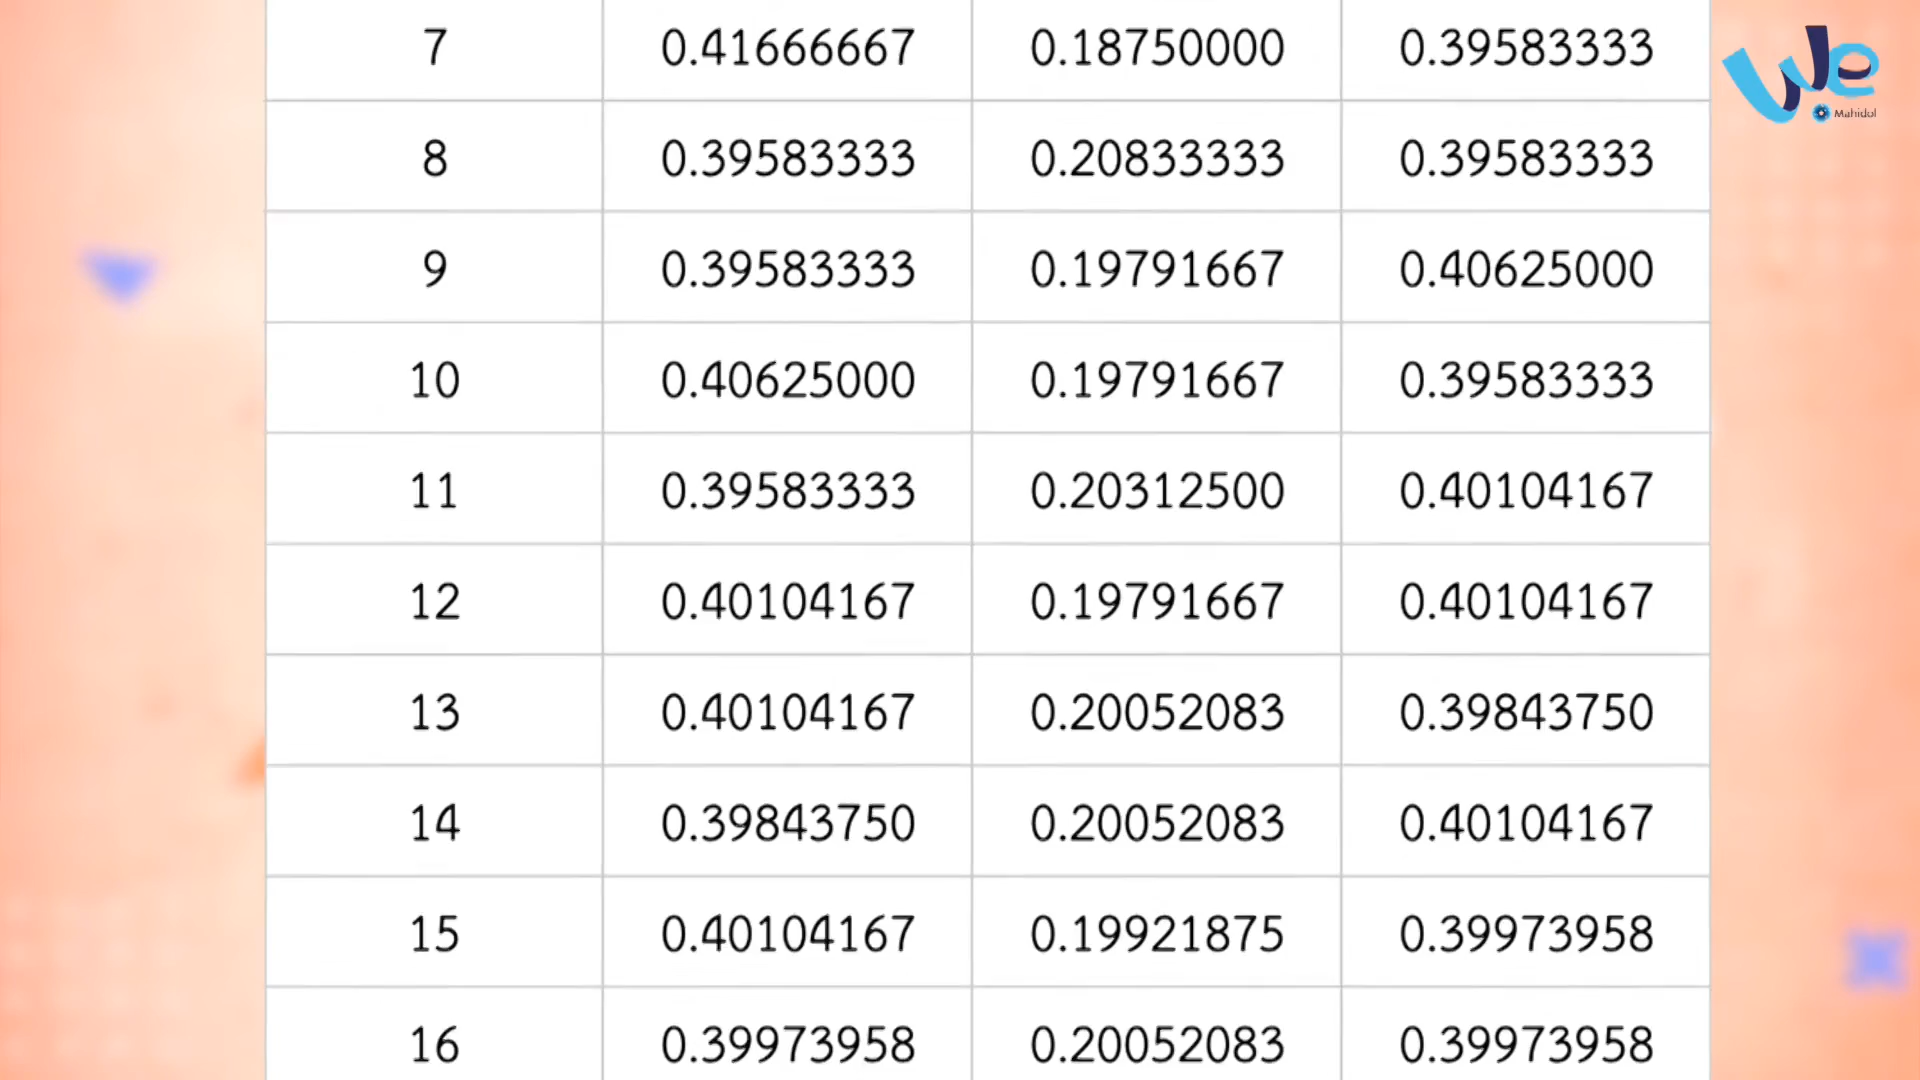 7 0.41666667 0.18750000 0.39583333
8 0.39583333 0.20833333 0.39583333
9 0.39583333 0.19791667 0.40625000
10 0.40625000 0.19791667 0.39583333
11 0.39583333 0.20312500 0.40104167
12 0.40104167 0.19791667 0.40104167
13 0.40104167 0.20052083 0.39843750
14 0.39843750 0.20052083 0.40104167
15 0.40104167 0.19921875 0.39973958
16 0.39973958 0.20052083 0.39973958
We
Mahidol